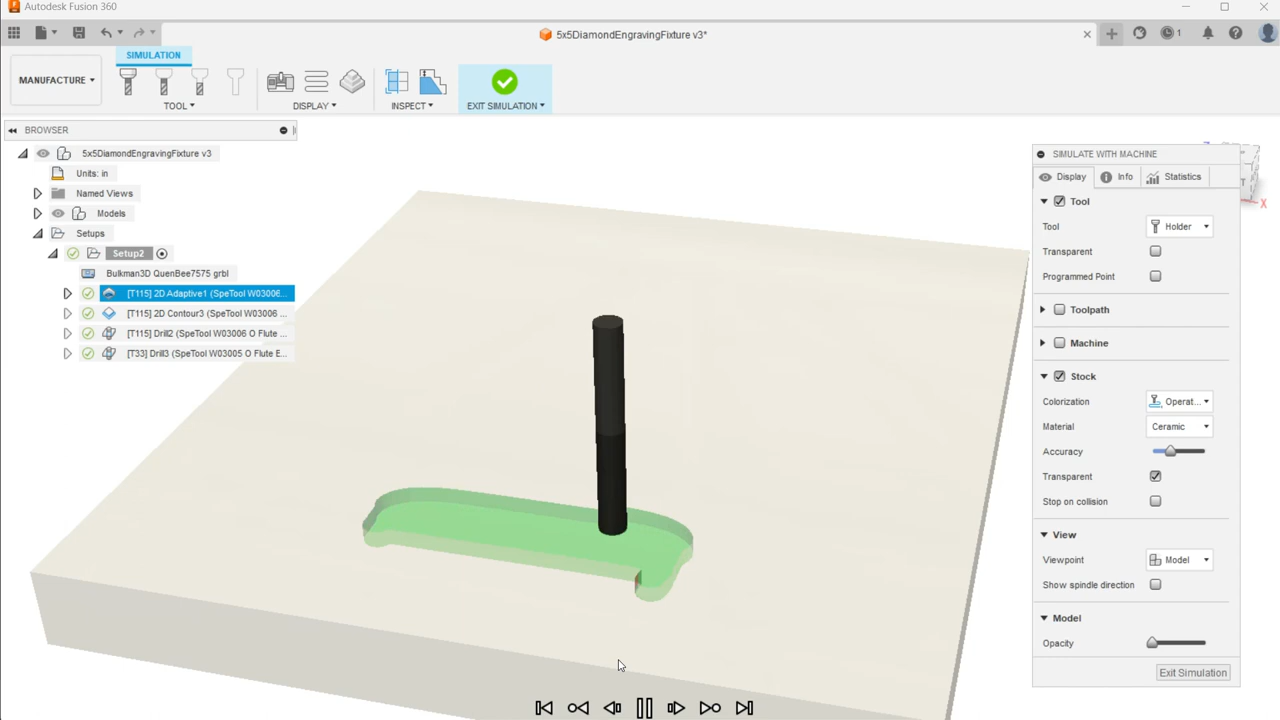 Autodesk Fusion 360
5x5DiamondEngravingFixture v3*
1
SIMULATION
MANUFACTURE
TOOL
DISPLAY
INSPECT
EXIT SIMULATION
BROWSER
5x5DiamondEngravingFixture v3
Units: in
Named Views
Models
Setups
Setup2
Bulkman3D QuenBee7575 grbl
[T115] 2D Adaptive1 (SpeTool W03006...
[T115] 2D Contour3 (SpeTool W03006 ...
[T115] Drill2 (SpeTool W03006 O Flute ...
[T33] Drill3 (SpeTool W03005 O Flute E...
SIMULATE WITH MACHINE
Display Info Statistics
Tool
Tool Holder
Transparent
Programmed Point
Toolpath
Machine
Stock
Colorization Operat...
Material Ceramic
Accuracy
Transparent
Stop on collision
View
Viewpoint Model
Show spindle direction
Model
Opacity
Exit Simulation
X